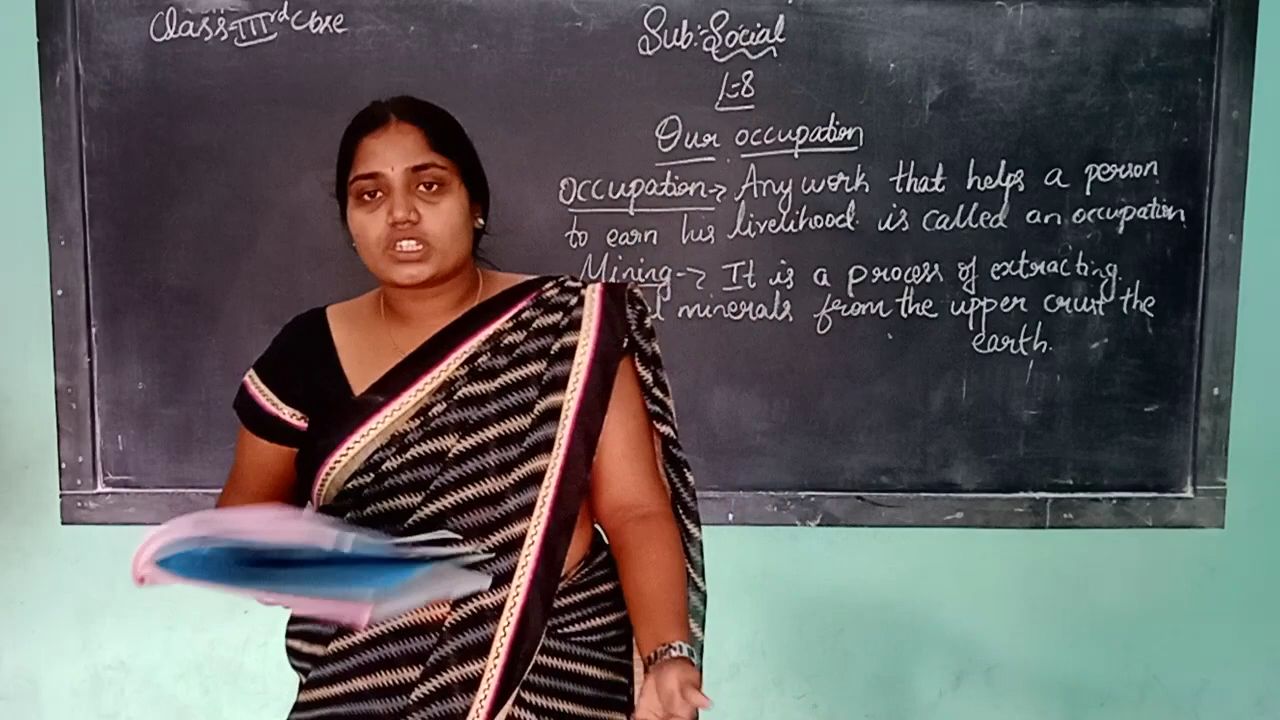 Class-IIIrd CBSE
Sub:-Social
L-8
Our occupation
Occupation→ Any work that helps a person
to earn his livelihood is called an occupation
Mining→ It is a process of extracting
minerals from the upper crust the
earth.